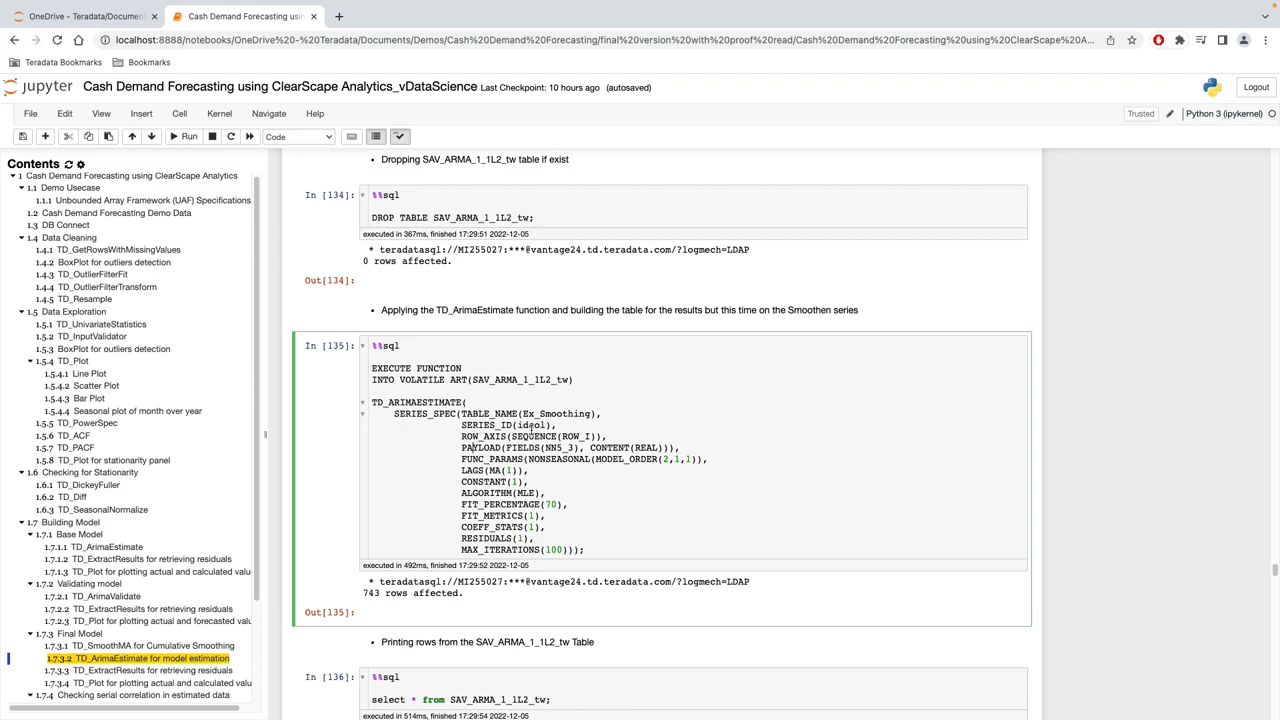 OneDrive - Teradata/Document
Cash Demand Forecasting usin
localhost:8888/notebooks/OneDrive%20-%20Teradata/Documents/Demos/Cash%20Demand%20Forecasting/final%20version%20with%20proof%20read/Cash%20Demand%20Forecasting%20using%20ClearScape%20A...
Teradata Bookmarks
Bookmarks
jupyter
Cash Demand Forecasting using ClearScape Analytics_vDataScience
Last Checkpoint: 10 hours ago (autosaved)
Logout
File Edit View Insert Cell Kernel Navigate Help
Trusted
Python 3 (ipykernel)
Run
Code
Contents
1 Cash Demand Forecasting using ClearScape Analytics
1.1 Demo Usecase
1.1.1 Unbounded Array Framework (UAF) Specifications
1.2 Cash Demand Forecasting Demo Data
1.3 DB Connect
1.4 Data Cleaning
1.4.1 TD_GetRowsWithMissingValues
1.4.2 BoxPlot for outliers detection
1.4.3 TD_OutlierFilterFit
1.4.4 TD_OutlierFilterTransform
1.4.5 TD_Resample
1.5 Data Exploration
1.5.1 TD_UnivariateStatistics
1.5.2 TD_InputValidator
1.5.3 BoxPlot for outliers detection
1.5.4 TD_Plot
1.5.4.1 Line Plot
1.5.4.2 Scatter Plot
1.5.4.3 Bar Plot
1.5.4.4 Seasonal plot of month over year
1.5.5 TD_PowerSpec
1.5.6 TD_ACF
1.5.7 TD_PACF
1.5.8 TD_Plot for stationarity panel
1.6 Checking for Stationarity
1.6.1 TD_DickeyFuller
1.6.2 TD_Diff
1.6.3 TD_SeasonalNormalize
1.7 Building Model
1.7.1 Base Model
1.7.1.1 TD_ArimaEstimate
1.7.1.2 TD_ExtractResults for retrieving residuals
1.7.1.3 TD_Plot for plotting actual and calculated valu
1.7.2 Validating model
1.7.2.1 TD_ArimaValidate
1.7.2.2 TD_ExtractResults for retrieving residuals
1.7.2.3 TD_Plot for plotting actual and forecasted valu
1.7.3 Final Model
1.7.3.1 TD_SmoothMA for Cumulative Smoothing
1.7.3.2 TD_ArimaEstimate for model estimation
1.7.3.3 TD_ExtractResults for retrieving residuals
1.7.3.4 TD_Plot for plotting actual and calculated valu
1.7.4 Checking serial correlation in estimated data
• Dropping SAV_ARMA_1_1L2_tw table if exist
In [134]:
%%sql
DROP TABLE SAV_ARMA_1_1L2_tw;
executed in 367ms, finished 17:29:51 2022-12-05
* teradatasql://MI255027:***@vantage24.td.teradata.com/?logmech=LDAP
0 rows affected.
Out[134]:
• Applying the TD_ArimaEstimate function and building the table for the results but this time on the Smoothen series
In [135]:
%%sql
EXECUTE FUNCTION
INTO VOLATILE ART(SAV_ARMA_1_1L2_tw)
TD_ARIMAESTIMATE(
SERIES_SPEC(TABLE_NAME(Ex_Smoothing),
SERIES_ID(idcol),
ROW_AXIS(SEQUENCE(ROW_I)),
PAYLOAD(FIELDS(NN5_3), CONTENT(REAL))),
FUNC_PARAMS(NONSEASONAL(MODEL_ORDER(2,1,1)),
LAGS(MA(1)),
CONSTANT(1),
ALGORITHM(MLE),
FIT_PERCENTAGE(70),
FIT_METRICS(1),
COEFF_STATS(1),
RESIDUALS(1),
MAX_ITERATIONS(100)));
executed in 492ms, finished 17:29:52 2022-12-05
* teradatasql://MI255027:***@vantage24.td.teradata.com/?logmech=LDAP
743 rows affected.
Out[135]:
• Printing rows from the SAV_ARMA_1_1L2_tw Table
In [136]:
%%sql
select * from SAV_ARMA_1_1L2_tw;
executed in 514ms, finished 17:29:54 2022-12-05